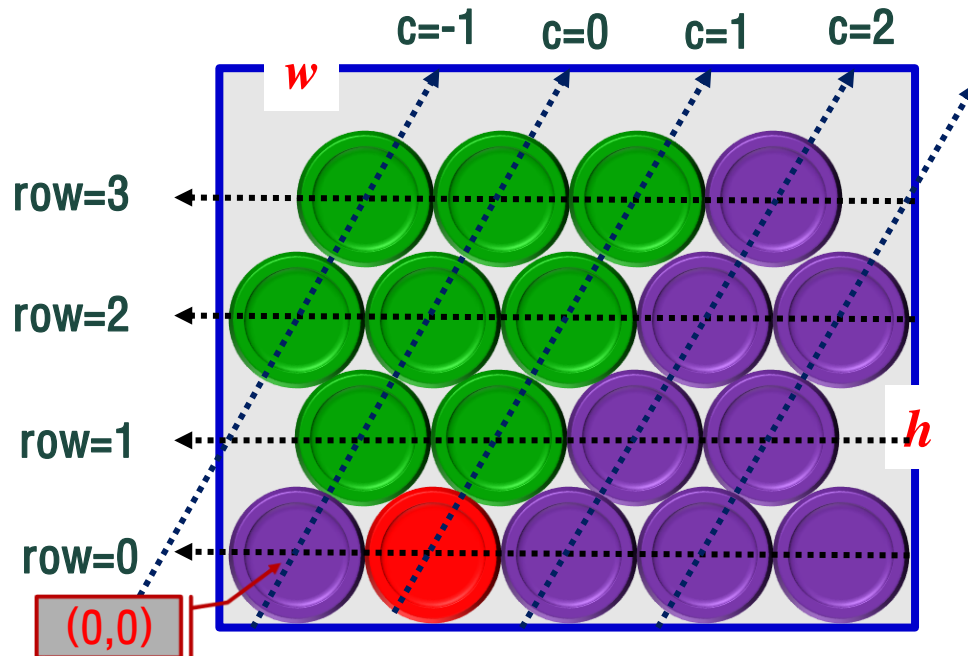 c=-1
c=0
c=1
c=2
w
row=3
row=2
row=1
h
row=0
(0,0)